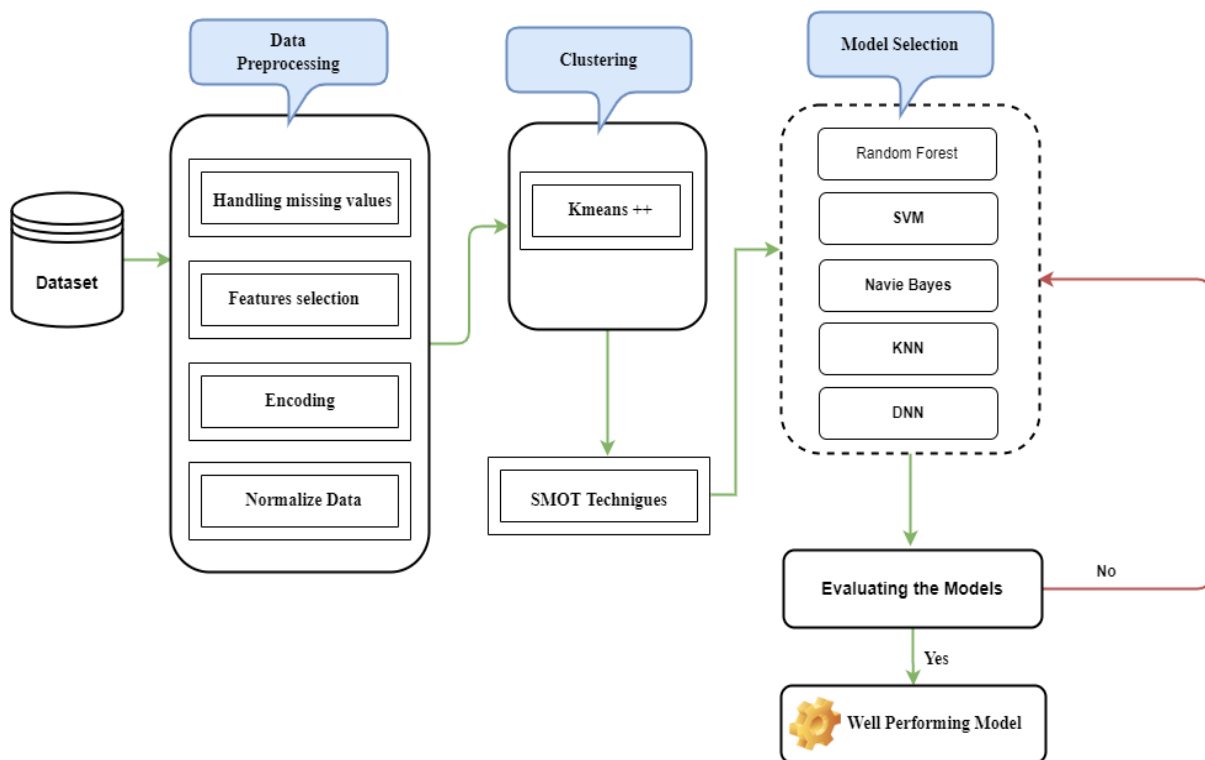 Data
Preprocessing
Clustering
Model Selection
Dataset
Handling missing values
Features selection
Encoding
Normalize Data
Kmeans ++
SMOT Technigues
Random Forest
SVM
Navie Bayes
KNN
DNN
Evaluating the Models
No
Yes
Well Performing Model